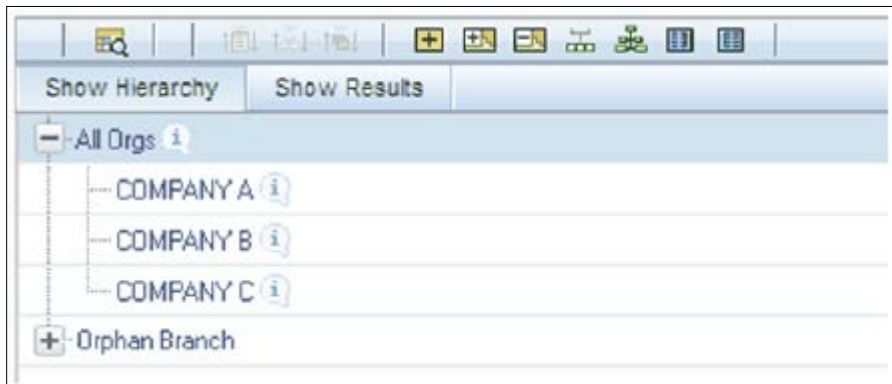 Show Hierarchy Show Results
All Orgs
COMPANY A
COMPANY B
COMPANY C
Orphan Branch